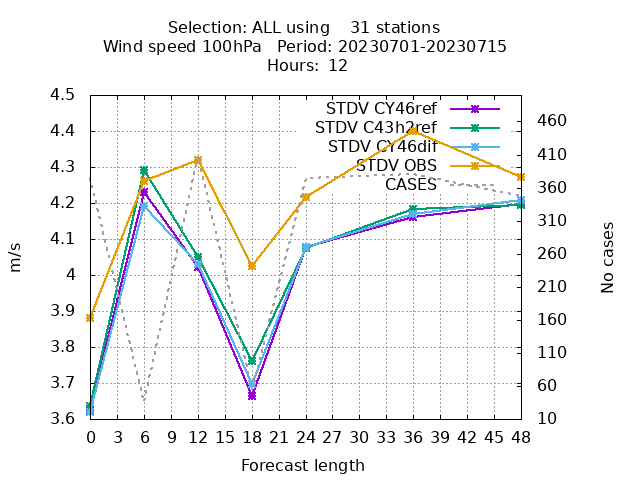 Selection: ALL using    31 stations
Wind speed 100hPa   Period: 20230701-20230715
Hours:  12
STDV CY46ref
STDV C43h2ref
STDV CY46dif
STDV OBS
CASES
4.5
4.4
4.3
4.2
4.1
4
3.9
3.8
3.7
3.6
m/s
460
410
360
310
260
210
160
110
60
10
No cases
0 3 6 9 12 15 18 21 24 27 30 33 36 39 42 45 48
Forecast length